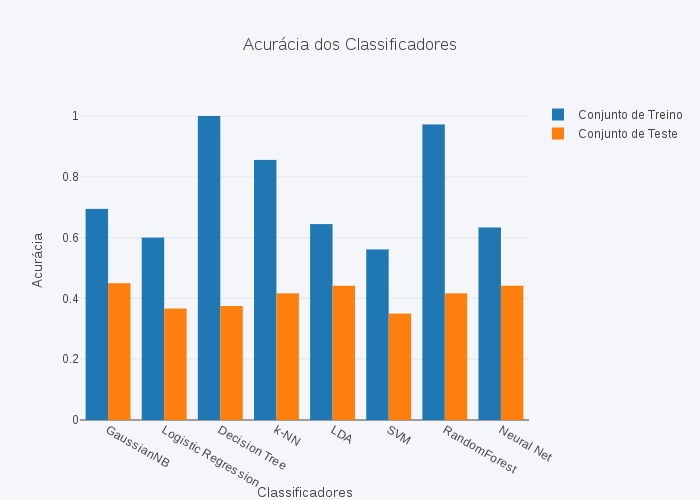 Acurácia dos Classificadores
Conjunto de Treino
Conjunto de Teste
Acurácia
1
0.8
0.6
0.4
0.2
0
GaussianNB
Logistic Regression
Decision Tree
k-NN
LDA
SVM
RandomForest
Neural Net
Classificadores